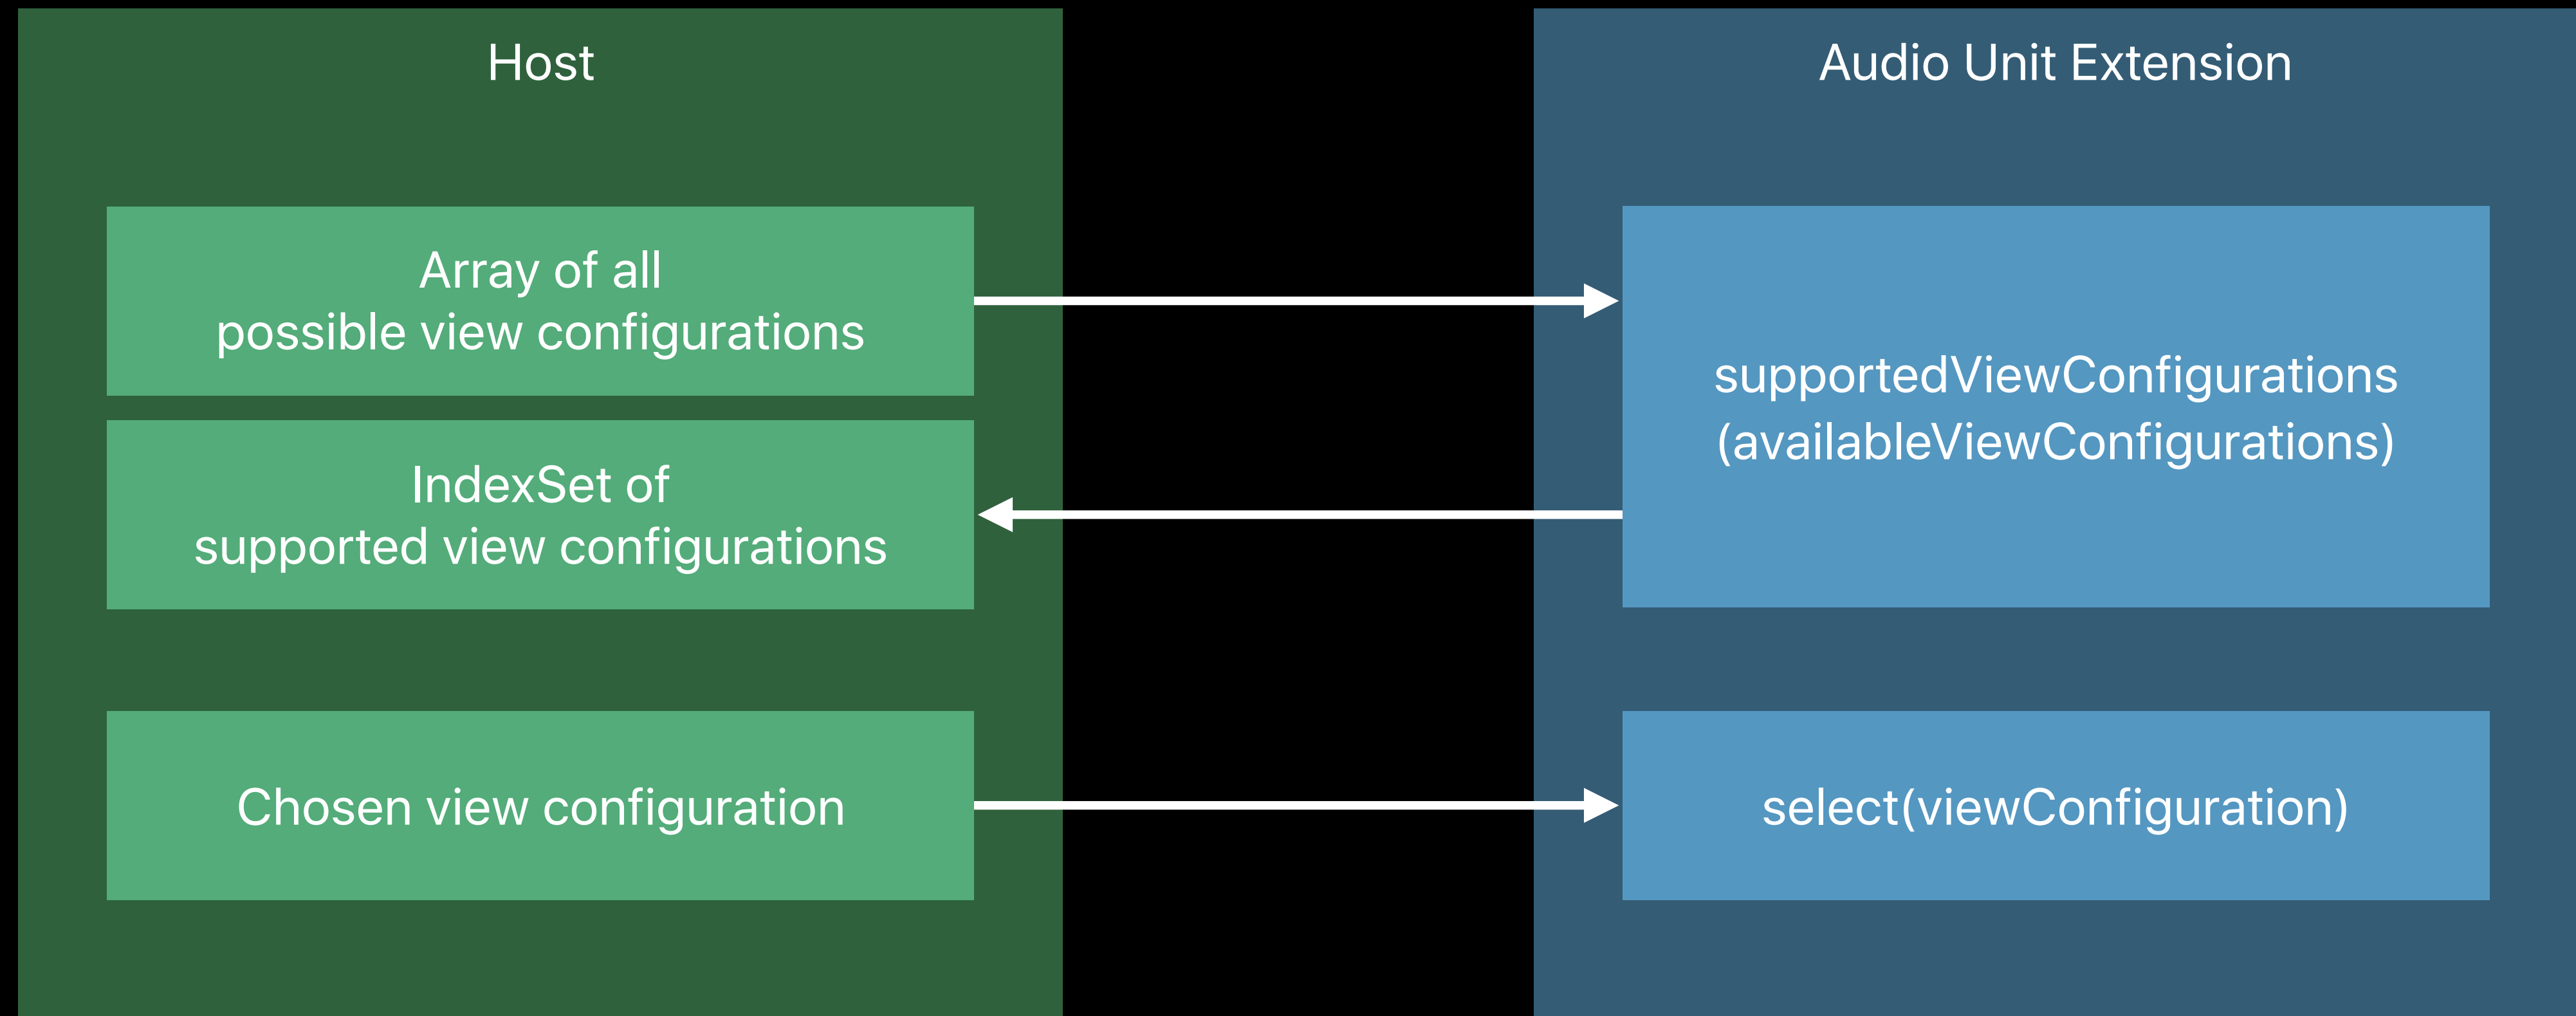 Host
Array of all
possible view configurations
IndexSet of
supported view configurations
Chosen view configuration
Audio Unit Extension
supportedViewConfigurations
(availableViewConfigurations)
select(viewConfiguration)